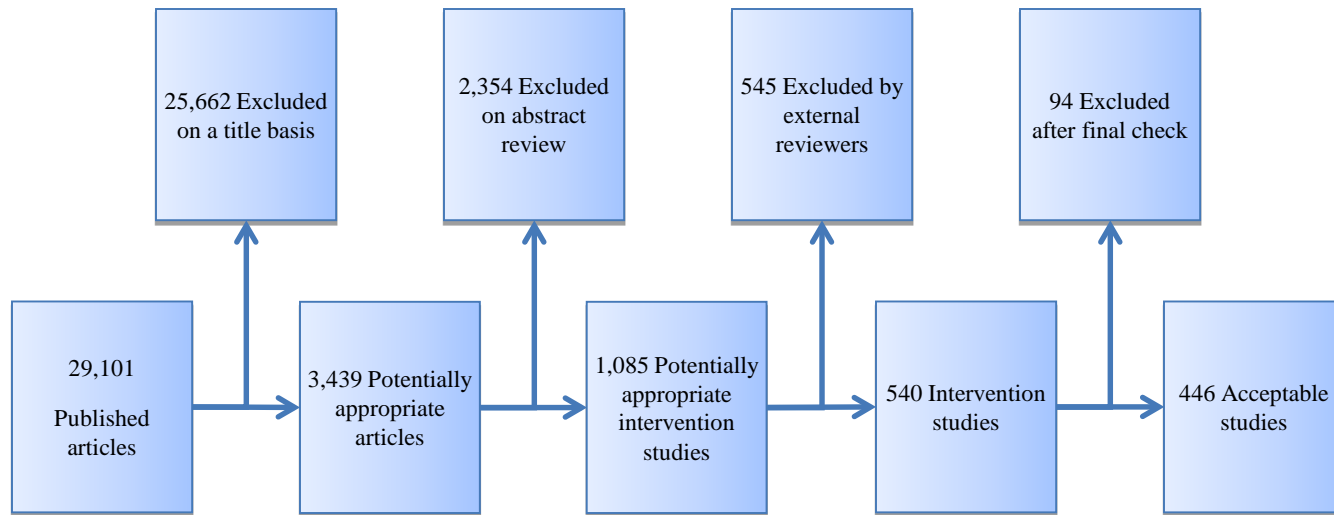 25,662 Excluded
on a title basis
2,354 Excluded
on abstract
review
545 Excluded by
external
reviewers
94 Excluded
after final check
29,101
Published
articles
3,439 Potentially
appropriate
articles
1,085 Potentially
appropriate
intervention
studies
540 Intervention
studies
446 Acceptable
studies